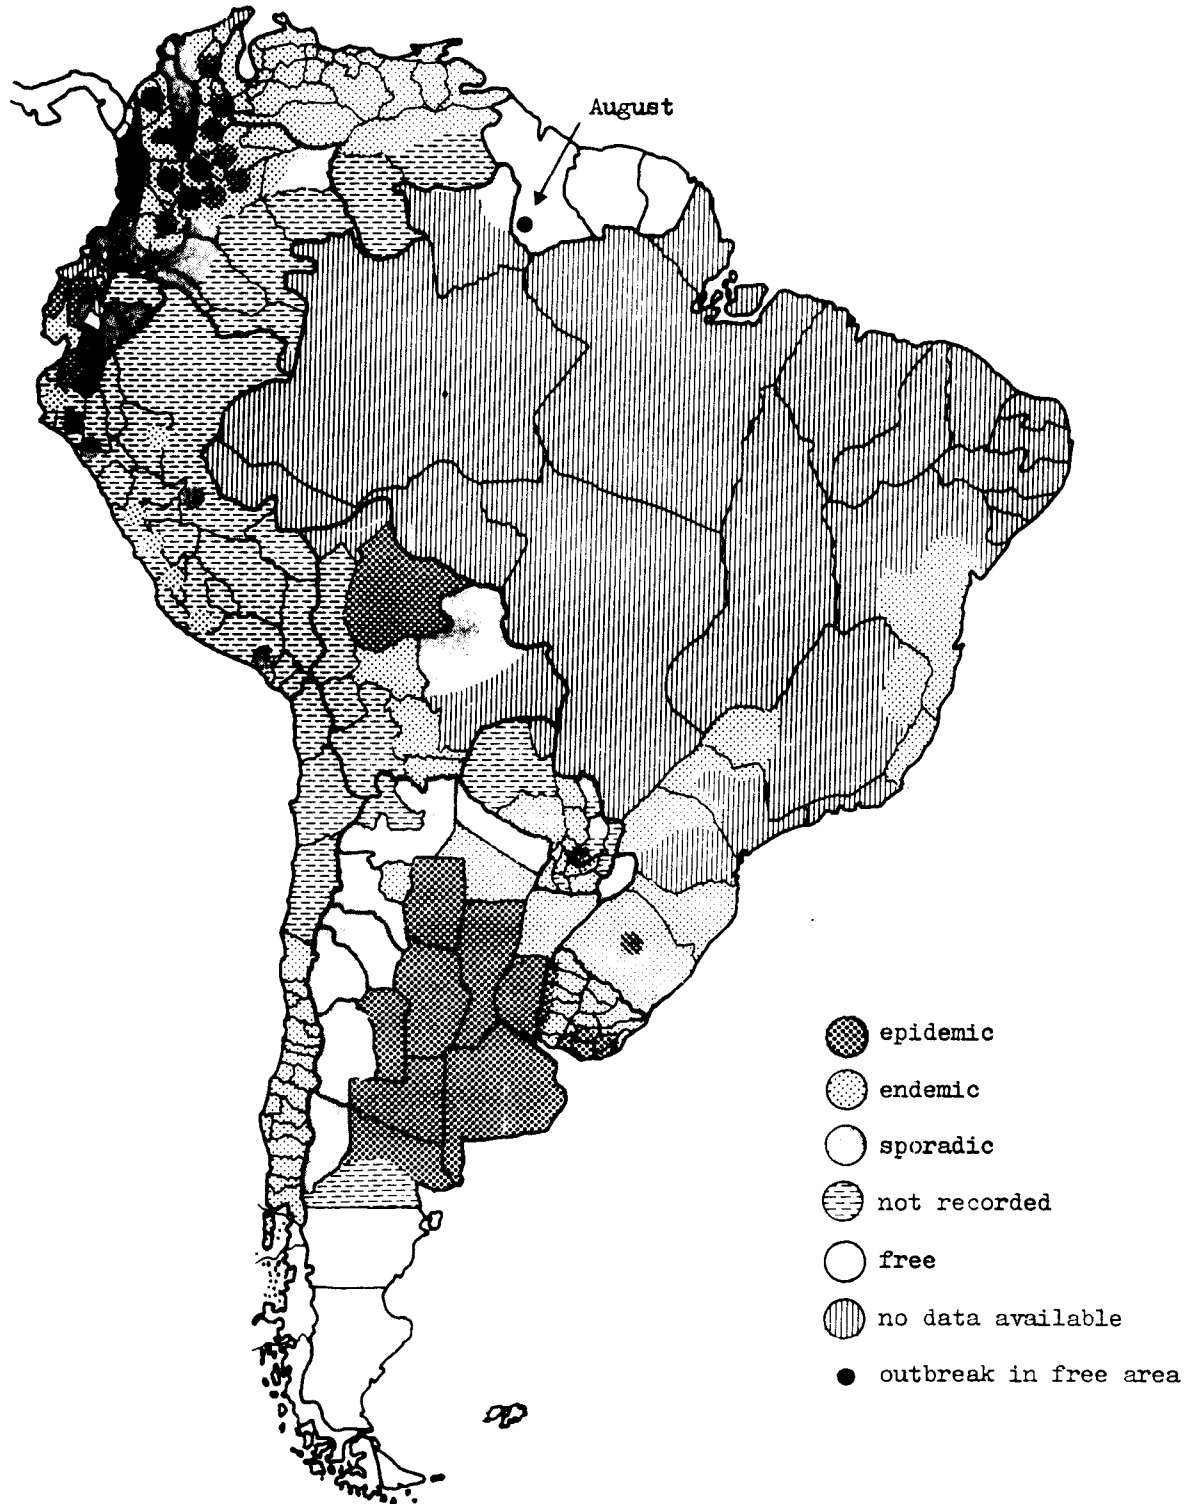 August
epidemic
endemic
sporadic
not recorded
free
no data available
outbreak in free area